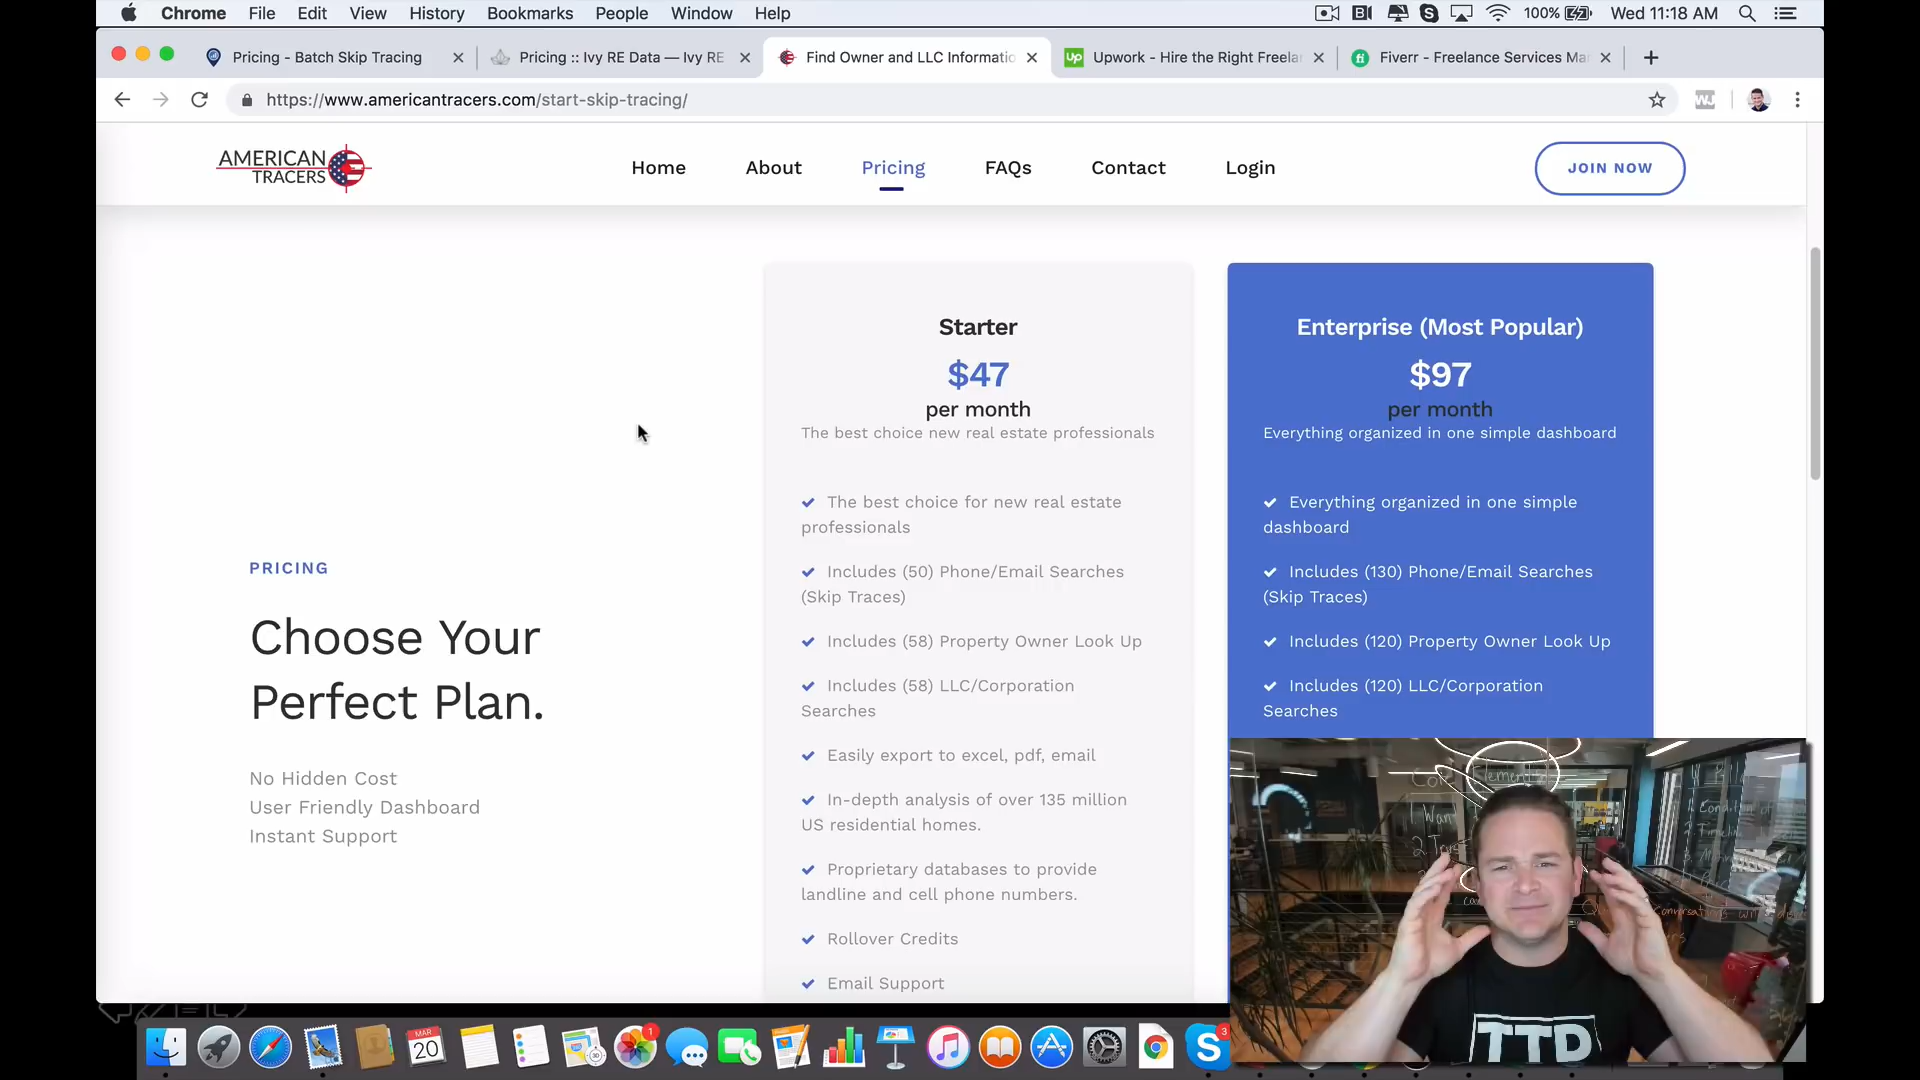 Chrome File Edit View History Bookmarks People Window Help
100% Wed 11:18 AM
Pricing - Batch Skip Tracing
Pricing :: Ivy RE Data — Ivy RE
Find Owner and LLC Informatio
Upwork - Hire the Right Freela
Fiverr - Freelance Services Mar
https://www.americantracers.com/start-skip-tracing/
AMERICAN
TRACERS
Home About Pricing FAQs Contact Login
JOIN NOW
PRICING
Choose Your
Perfect Plan.
No Hidden Cost
User Friendly Dashboard
Instant Support
Starter
$47
per month
The best choice new real estate professionals
The best choice for new real estate
professionals
Includes (50) Phone/Email Searches
(Skip Traces)
Includes (58) Property Owner Look Up
Includes (58) LLC/Corporation
Searches
Easily export to excel, pdf, email
In-depth analysis of over 135 million
US residential homes.
Proprietary databases to provide
landline and cell phone numbers.
Rollover Credits
Email Support
Enterprise (Most Popular)
$97
per month
Everything organized in one simple dashboard
Everything organized in one simple
dashboard
Includes (130) Phone/Email Searches
(Skip Traces)
Includes (120) Property Owner Look Up
Includes (120) LLC/Corporation
Searches
TTD
MAR
20
1
3